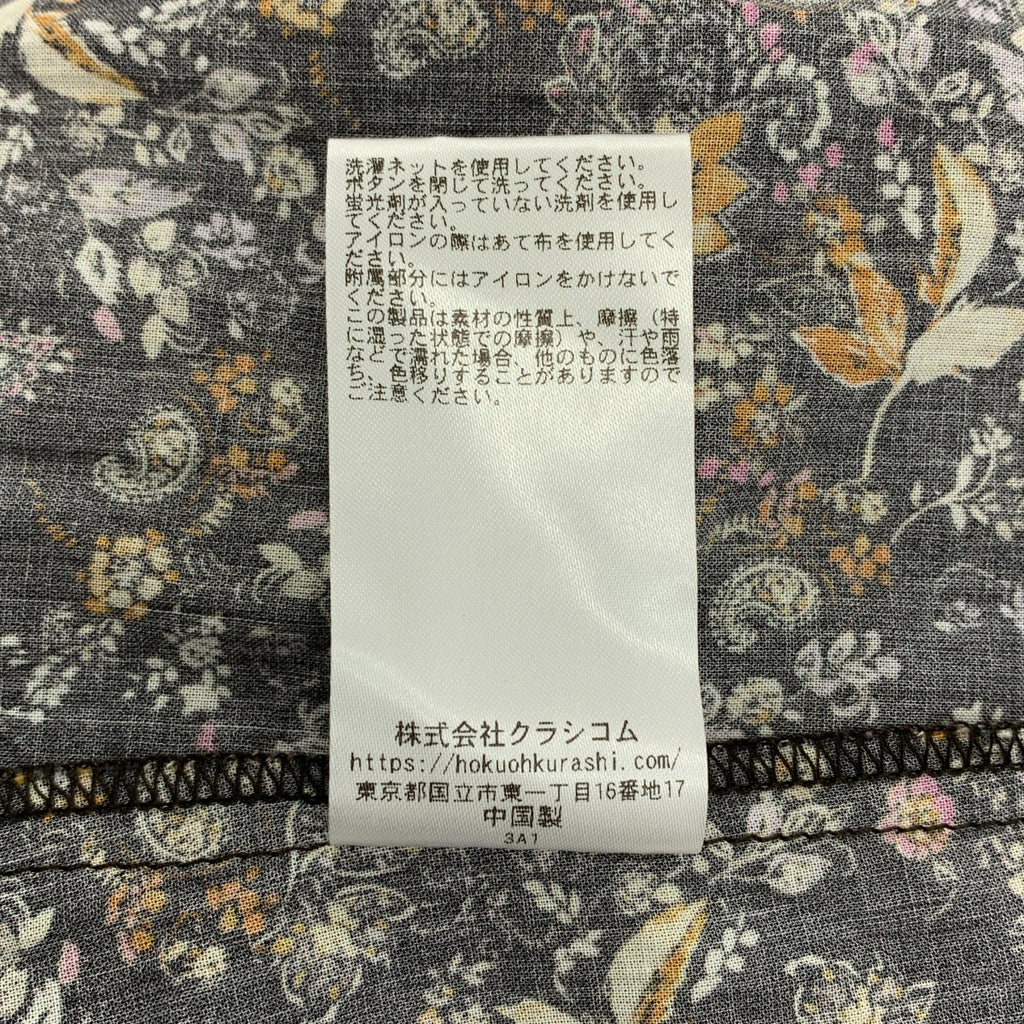 洗濯ネットを使用してください。
ボタンを閉じて洗ってください。
蛍光剤が入っていない洗剤を使用し
てください。
アイロンの際はあて布を使用してく
ださい。
附属部分にはアイロンをかけないで
ください。
この製品は素材の性質上、摩擦（特
に湿った状態での摩擦）や、汗や雨
などで濡れた場合、他のものに色落
ち、色移りすることがありますので
ご注意ください。
株式会社クラシコム
https://hokuohkurashi.com/
東京都国立市東一丁目16番地17
中国製
3A1